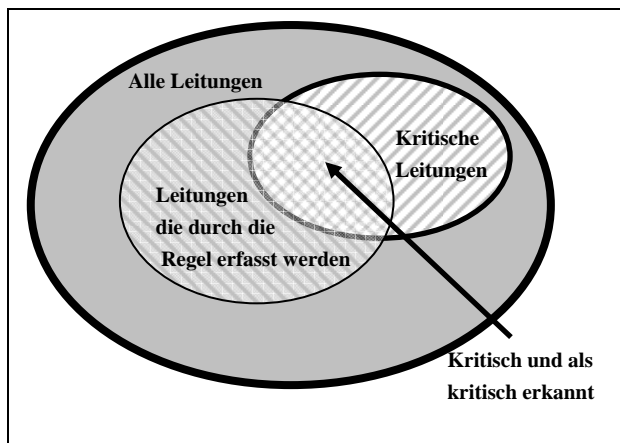 Alle Leitungen
Kritische
Leitungen
Leitungen
die durch die
Regel erfasst werden
Kritisch und als
kritisch erkannt